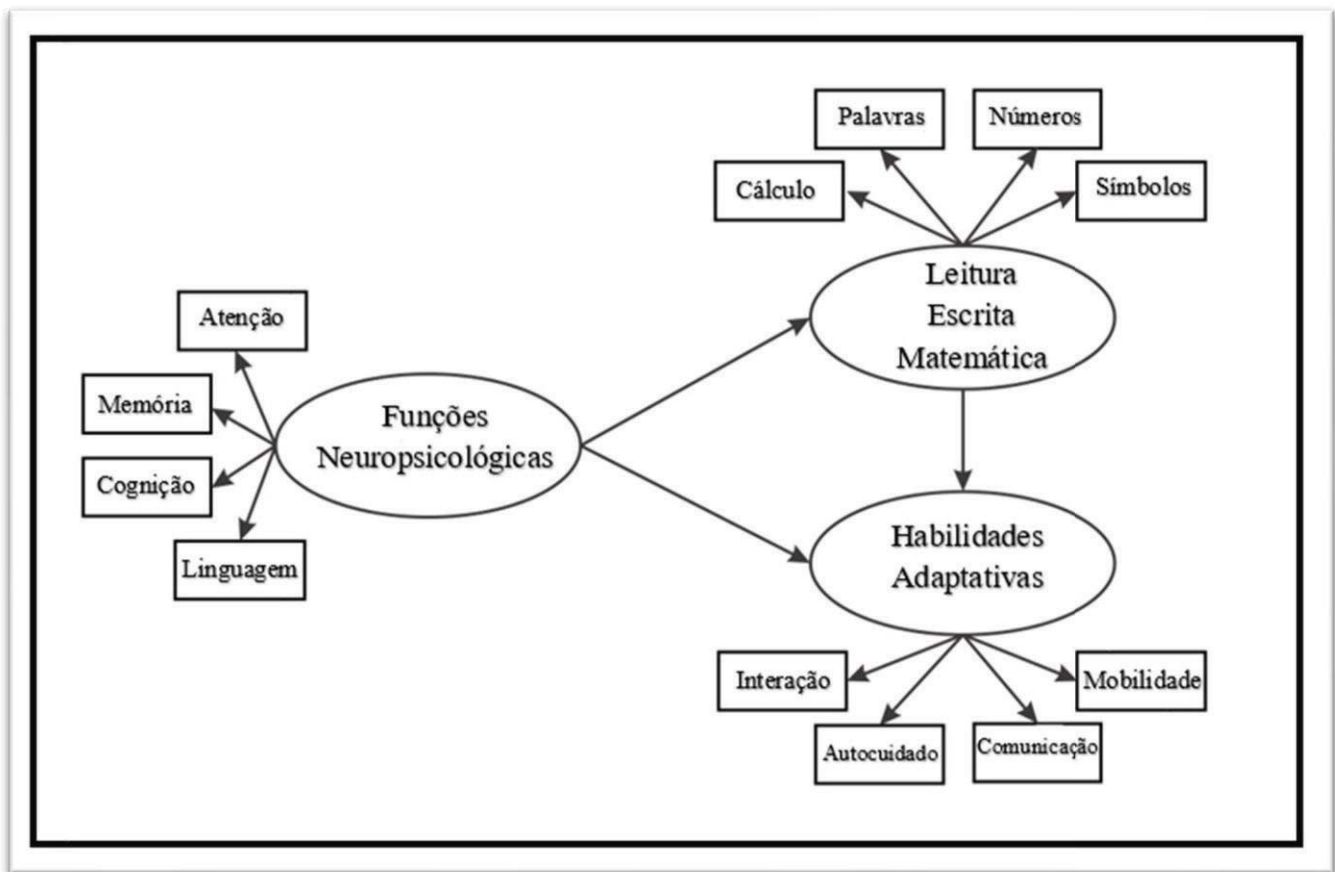 Palavras
Números
Cálculo
Símbolos
Leitura
Escrita
Matemática
Atenção
Memória
Cognição
Linguagem
Funções
Neuropsicológicas
Habilidades
Adaptativas
Interação
Mobilidade
Autocuidado
Comunicação